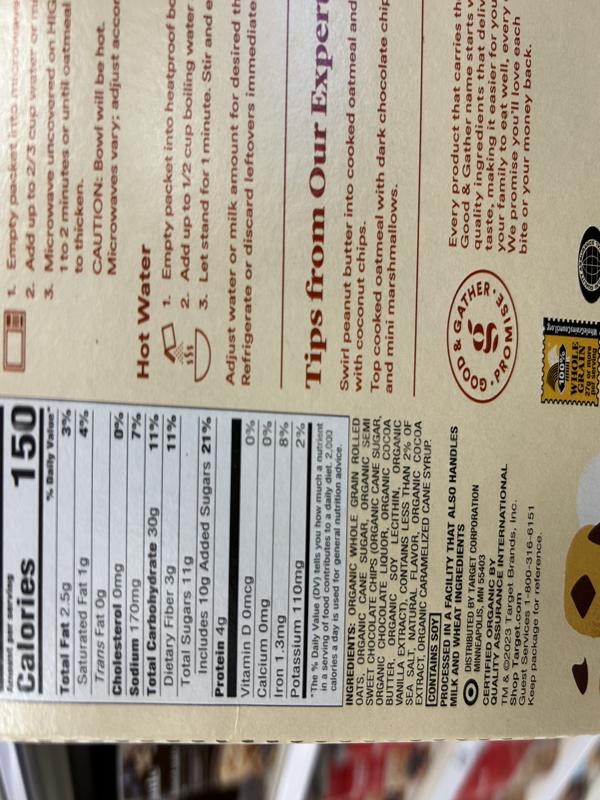 1. Empty packet into microwave
2. Add up to 2/3 cup water or
3. Microwave uncovered on HIG
1 to 2 minutes or until oatmeal
to thicken.
CAUTION: Bowl will be hot.
Microwaves vary; adjust
Hot Water
1. Empty packet into heatproof
2. Add up to 1/2 cup boiling water
3. Let stand for 1 minute. Stir and
Adjust water or milk amount for desired
Refrigerate or discard leftovers
Tips from Our Exper
Swirl peanut butter into cooked oatmeal and
with coconut chips.
Top cooked oatmeal with dark chocolate chip
and mini marshmallows.
GOOD & GATHER · PROMISE ·
g
Every product that carries
Good & Gather name starts
quality ingredients that
taste, making it easier for
your family to eat well, every
We promise you'll love each
bite or your money back.
100%
WHOLE
GRAIN
27g or more
per serving
WholeGrainsCouncil.org
Amount per serving
Calories 150
% Daily Value*
Total Fat 2.5g 3%
Saturated Fat 1g 4%
Trans Fat 0g
Cholesterol 0mg 0%
Sodium 170mg 7%
Total Carbohydrate 30g 11%
Dietary Fiber 3g 11%
Total Sugars 11g
Includes 10g Added Sugars 21%
Protein 4g
Vitamin D 0mcg 0%
Calcium 0mg 0%
Iron 1.3mg 8%
Potassium 110mg 2%
*The % Daily Value (DV) tells you how much a nutrient
in a serving of food contributes to a daily diet. 2,000
calories a day is used for general nutrition advice.
INGREDIENTS: ORGANIC WHOLE GRAIN ROLLED
OATS, ORGANIC CANE SUGAR, ORGANIC SEMI
SWEET CHOCOLATE CHIPS (ORGANIC CANE SUGAR,
ORGANIC CHOCOLATE LIQUOR, ORGANIC COCOA
BUTTER, ORGANIC SOY LECITHIN, ORGANIC
VANILLA EXTRACT), CONTAINS LESS THAN 2% OF
SEA SALT, NATURAL FLAVOR, ORGANIC COCOA
EXTRACT, ORGANIC CARAMELIZED CANE SYRUP.
CONTAINS SOY
PROCESSED IN A FACILITY THAT ALSO HANDLES
MILK AND WHEAT INGREDIENTS
DISTRIBUTED BY TARGET CORPORATION
MINNEAPOLIS, MN 55403
CERTIFIED ORGANIC BY
QUALITY ASSURANCE INTERNATIONAL
TM & ©2023 Target Brands, Inc.
Shop Target.com
Guest Services 1-800-316-6151
Keep package for reference.